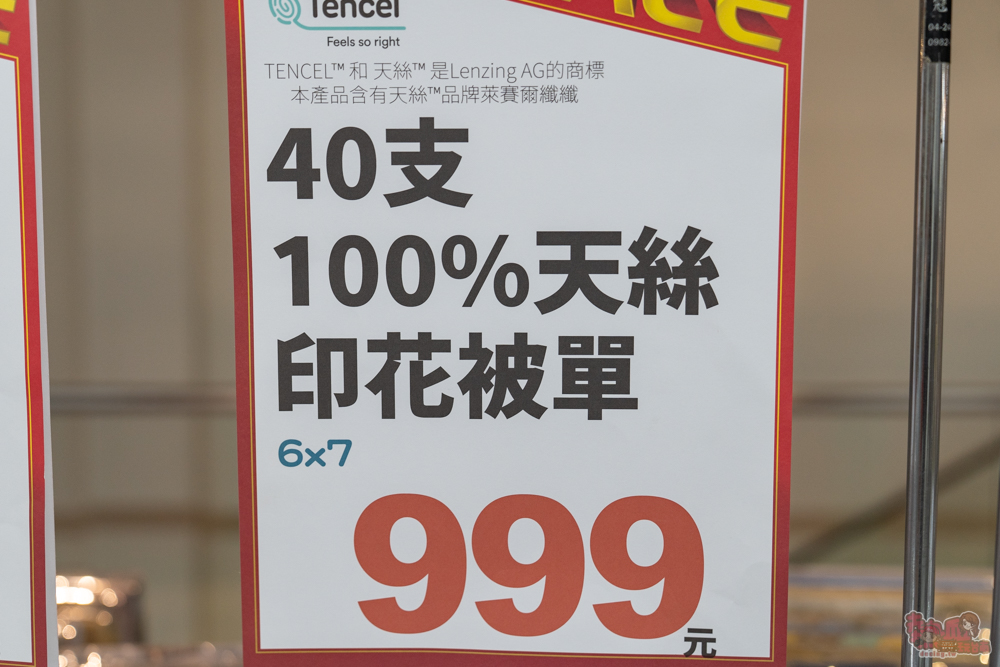 Tencel
Feels so right
TENCEL™ 和 天絲™ 是Lenzing AG的商標
本產品含有天絲™品牌萊賽爾纖纖
40支
100%天絲
印花被單
6x7
999
元
冠